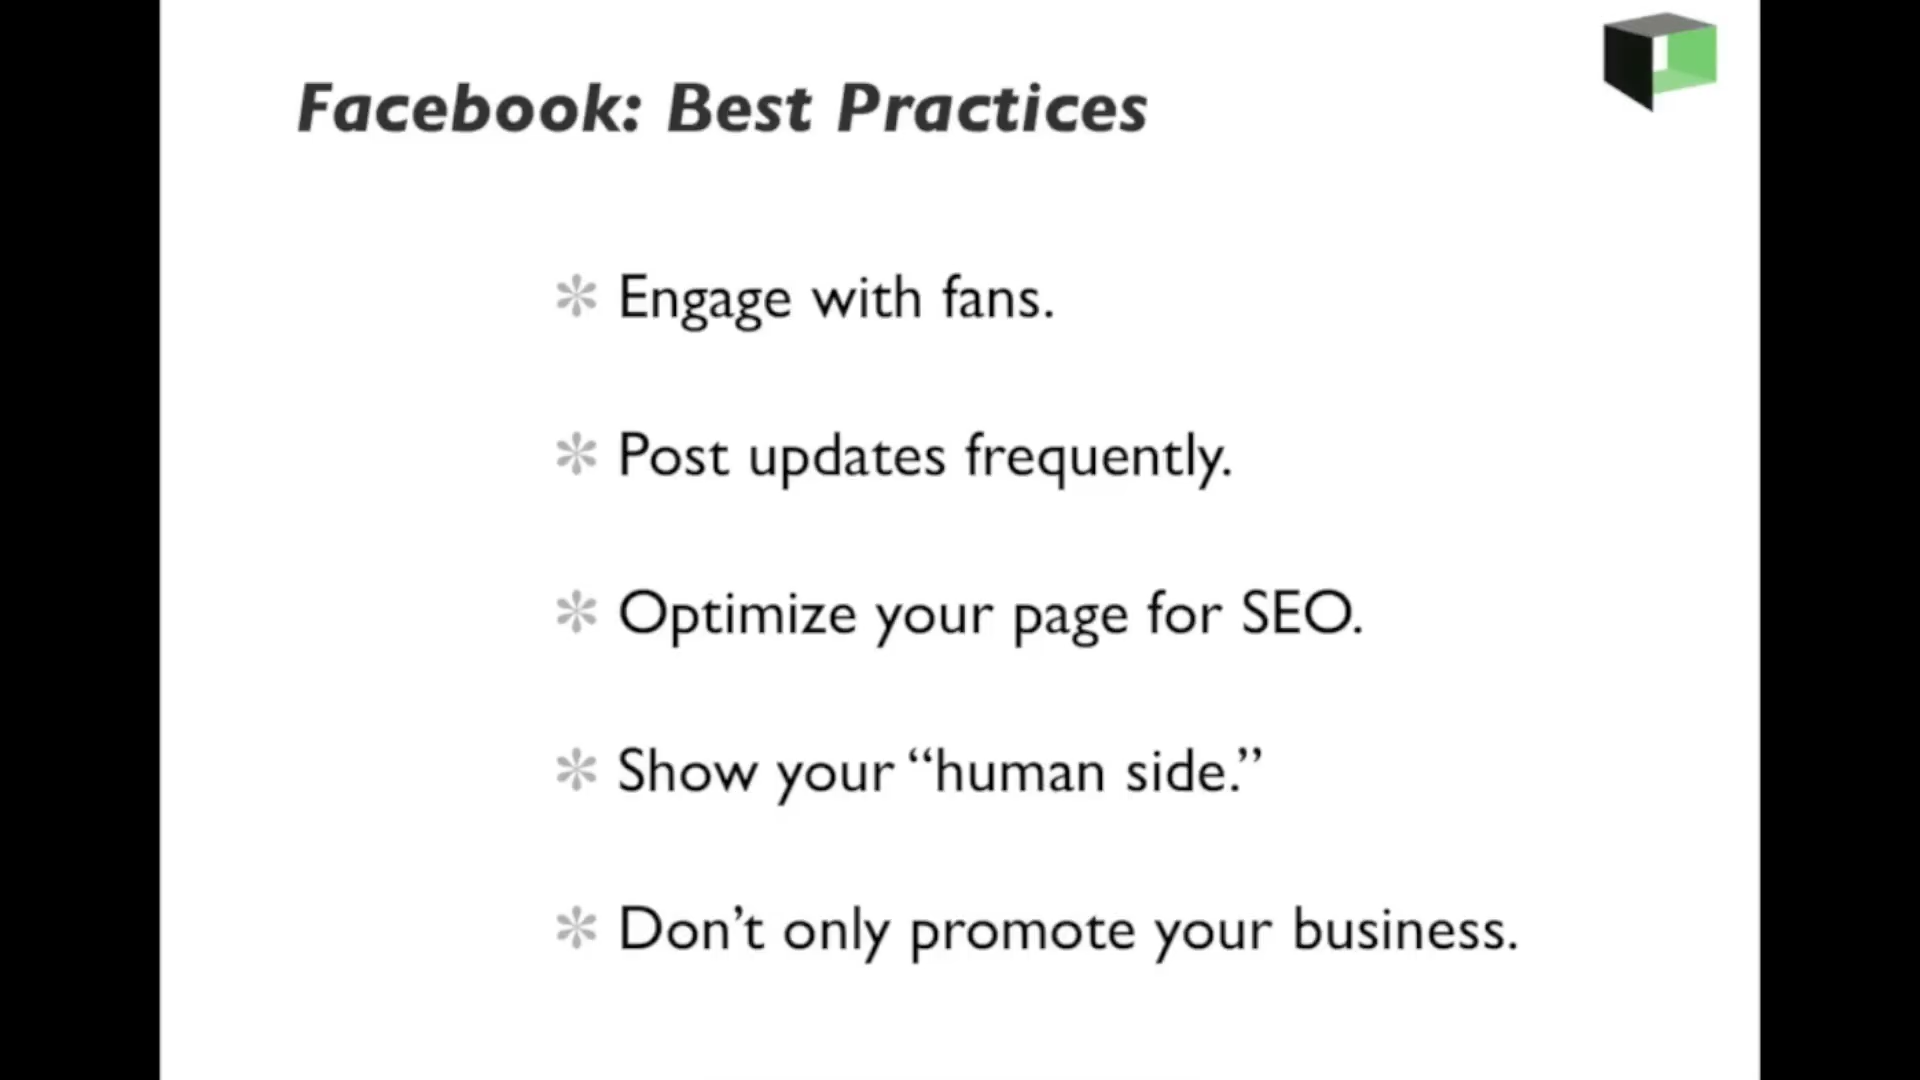 Facebook: Best Practices
✼ Engage with fans.
✼ Post updates frequently.
✼ Optimize your page for SEO.
✼ Show your “human side.”
✼ Don’t only promote your business.